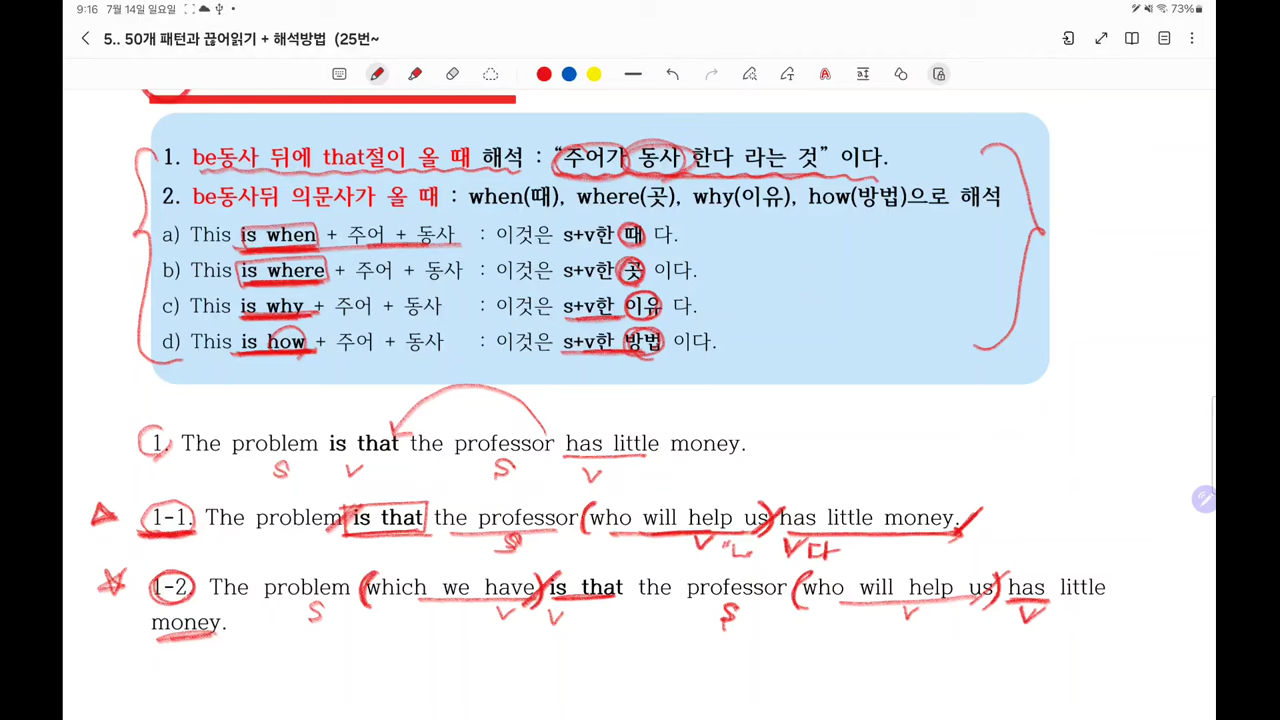 9:16 7월 14일 일요일 73%
5.. 50개 패턴과 끊어읽기 + 해석방법 (25번~
1. be동사 뒤에 that절이 올 때 해석 : “주어가 동사 한다 라는 것” 이다.
2. be동사뒤 의문사가 올 때 : when(때), where(곳), why(이유), how(방법)으로 해석
a) This is when + 주어 + 동사 : 이것은 s+v한 때 다.
b) This is where + 주어 + 동사 : 이것은 s+v한 곳 이다.
c) This is why + 주어 + 동사 : 이것은 s+v한 이유 다.
d) This is how + 주어 + 동사 : 이것은 s+v한 방법 이다.
1. The problem is that the professor has little money.
S V S V
1-1. The problem is that the professor (who will help us) has little money.
S V ㄴ V다
1-2. The problem (which we have) is that the professor (who will help us) has little
S V V S V V
money.